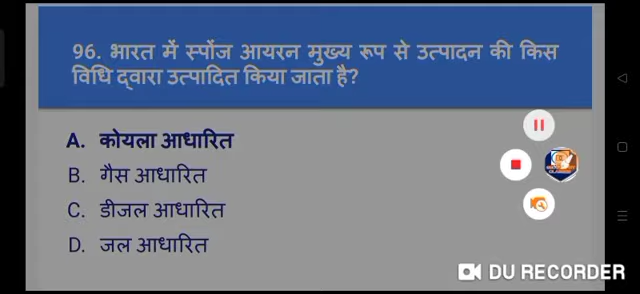 96. भारत में स्पोंज आयरन मुख्य रूप से उत्पादन की किस
विधि द्वारा उत्पादित किया जाता है?
A. कोयला आधारित
B. गैस आधारित
C. डीजल आधारित
D. जल आधारित
DU RECORDER